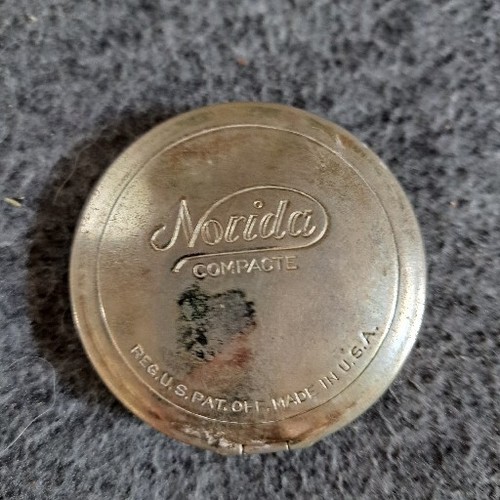 Norida
COMPACTE
REG. U.S. PAT. OFF. MADE IN U.S.A.